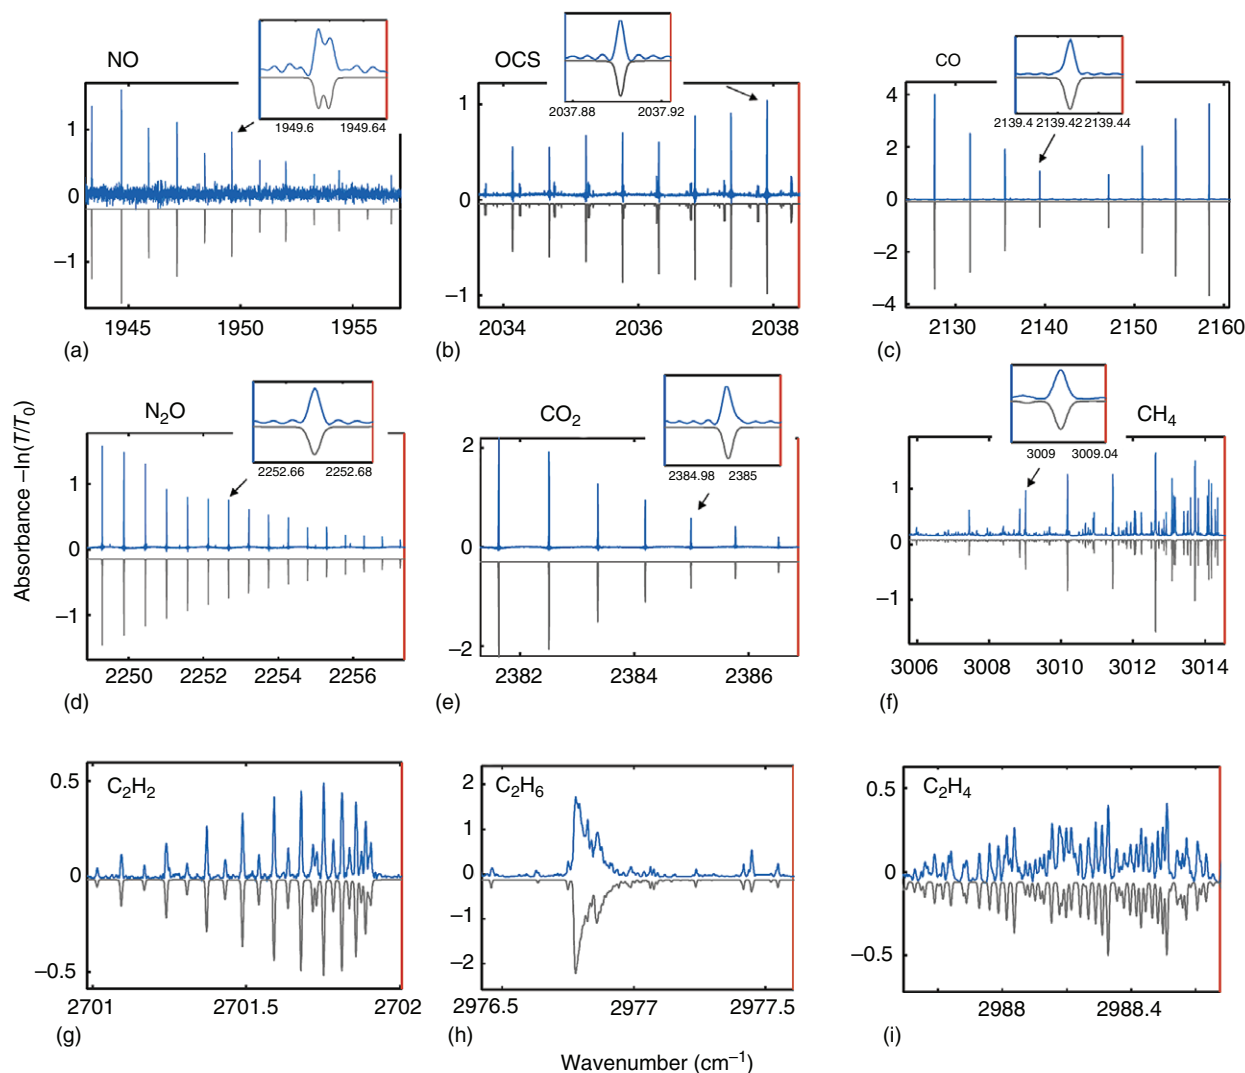 NO
1949.6 1949.64
1
0
−1
1945 1950 1955
(a)
OCS
2037.88 2037.92
1
0
−1
2034 2036 2038
(b)
CO
2139.4 2139.42 2139.44
4
2
0
−2
−4
2130 2140 2150 2160
(c)
Absorbance −ln(T/T₀)
N₂O
2252.66 2252.68
1
0
−1
2250 2252 2254 2256
(d)
CO₂
2384.98 2385
2
0
−2
2382 2384 2386
(e)
CH₄
3009 3009.04
1
0
−1
3006 3008 3010 3012 3014
(f)
C₂H₂
0.5
0
−0.5
2701 2701.5 2702
(g)
C₂H₆
2
1
0
−1
−2
2976.5 2977 2977.5
(h)
C₂H₄
0.5
0
−0.5
2988 2988.4
(i)
Wavenumber (cm⁻¹)